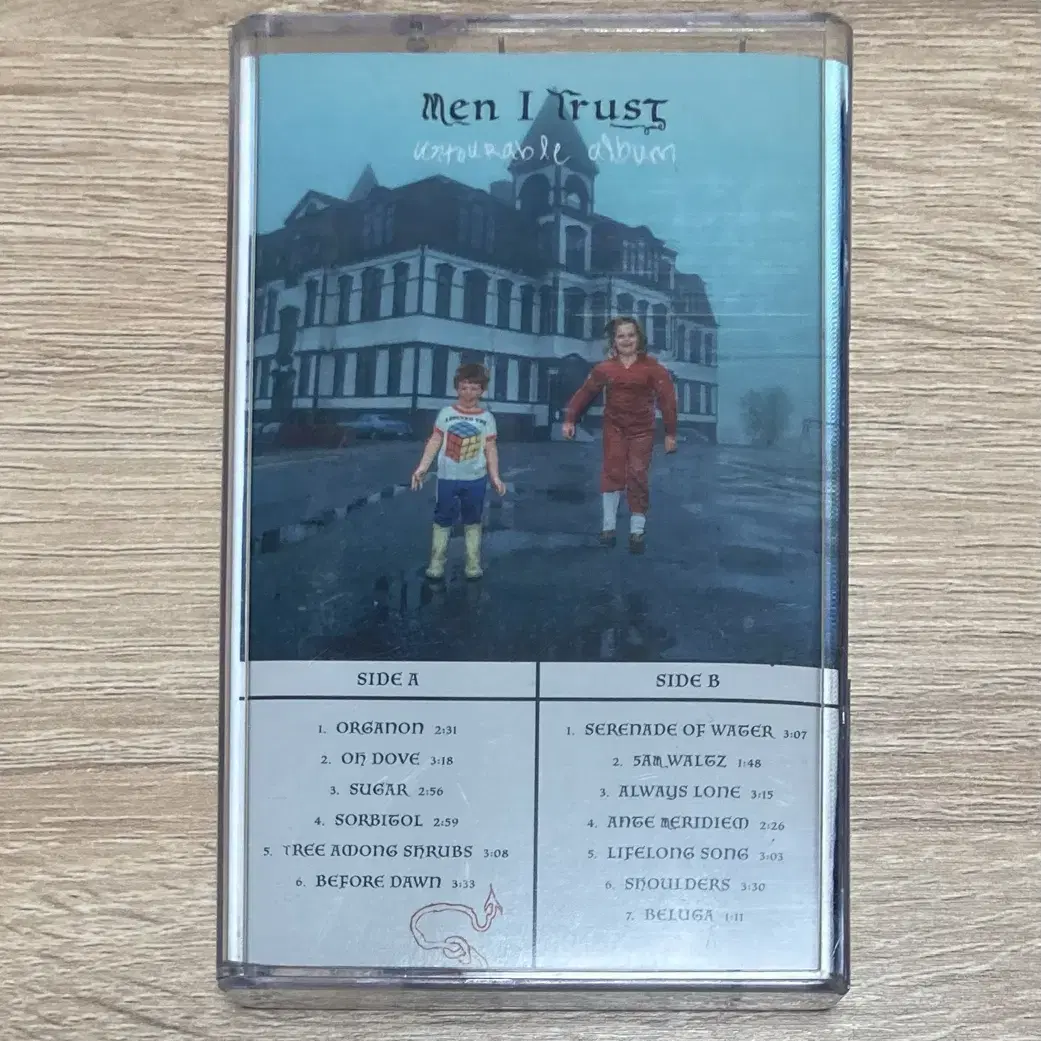 Men I Trust
untourable album
SIDE A
1. ORGANON 2:31
2. OH DOVE 3:18
3. SUGAR 2:56
4. SORBITOL 2:59
5. TREE AMONG SHRUBS 3:08
6. BEFORE DAWN 3:33
SIDE B
1. SERENADE OF WATER 3:07
2. 5AM WALTZ 1:48
3. ALWAYS LONE 3:15
4. ANTE MERIDIEM 2:26
5. LIFELONG SONG 3:03
6. SHOULDERS 3:30
7. BELUGA 1:11